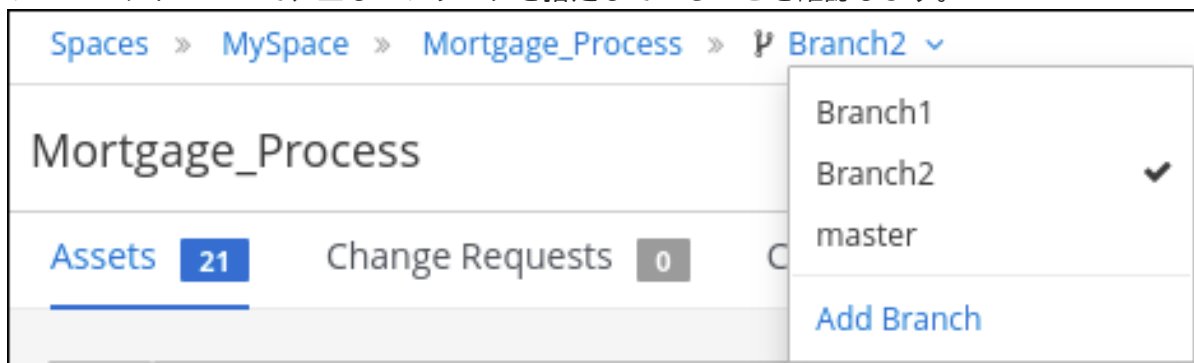 Spaces » MySpace » Mortgage_Process » Branch2
Mortgage_Process
Branch1
Branch2
master
Add Branch
Assets 21 Change Requests 0 C